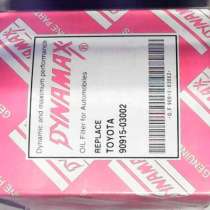 Dynamic and maximum performance
DYNAMAX
OIL Filter for Automobiles
REPLACE
TOYOTA
90915-03002